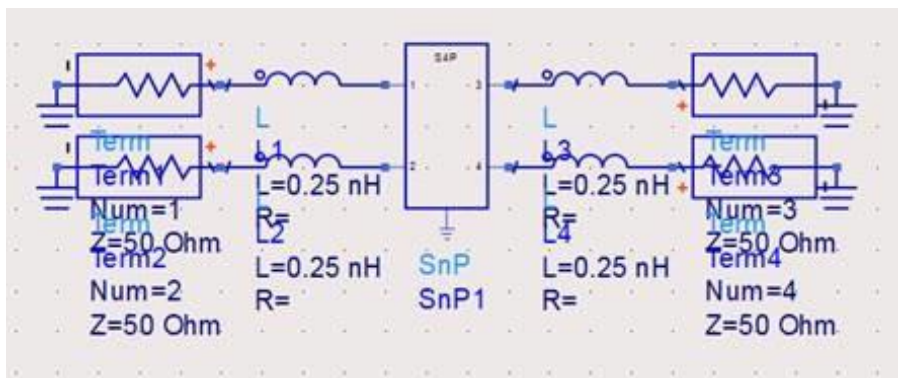 S4P
1
3
2
4
Term
Term1
Num=1
Z=50 Ohm
Term
Term2
Num=2
Z=50 Ohm
L
L1
L=0.25 nH
R=
L
L2
L=0.25 nH
R=
SnP
SnP1
L
L3
L=0.25 nH
R=
L
L4
L=0.25 nH
R=
Term
Term3
Num=3
Z=50 Ohm
Term
Term4
Num=4
Z=50 Ohm